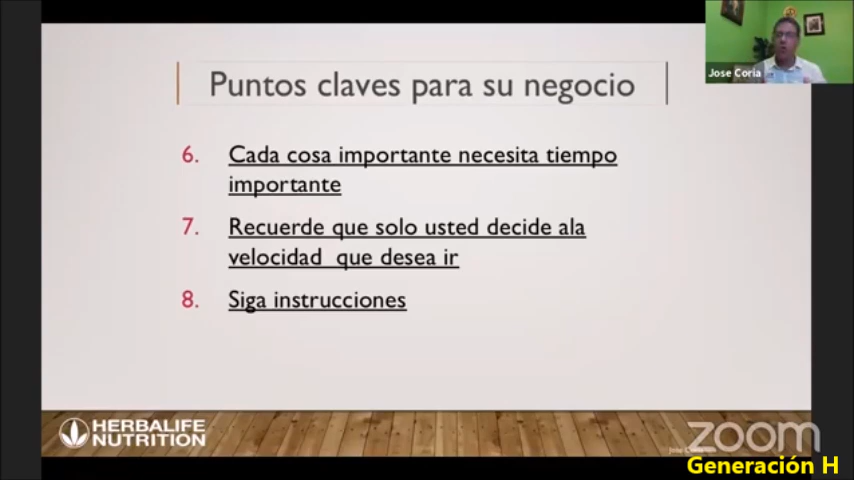 Jose Coria
Puntos claves para su negocio
6. Cada cosa importante necesita tiempo
importante
7. Recuerde que solo usted decide ala
velocidad que desea ir
8. Siga instrucciones
HERBALIFE
NUTRITION
zoom
Generación H